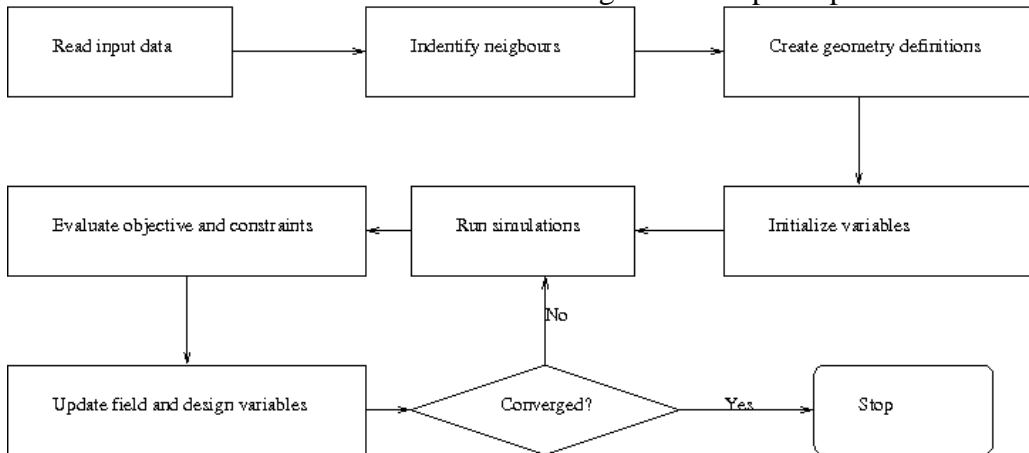 Read input data
Indentify neigbours
Create geometry definitions
Evaluate objective and constraints
Run simulations
Initialize variables
No
Update field and design variables
Converged?
Yes
Stop